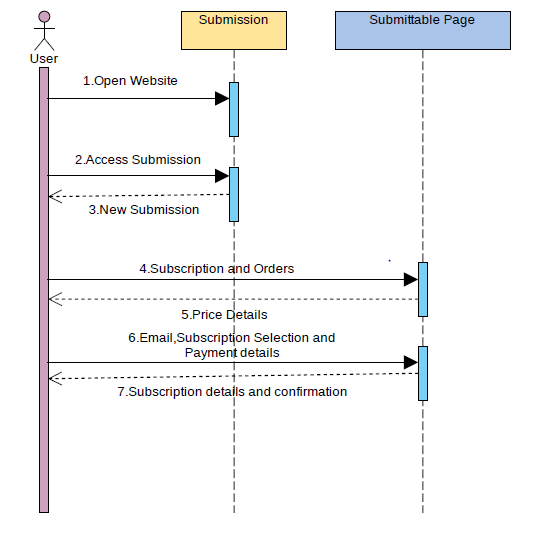 Submission
Submittable Page
User
1.Open Website
2.Access Submission
3.New Submission
4.Subscription and Orders
5.Price Details
6.Email,Subscription Selection and
Payment details
7.Subscription details and confirmation